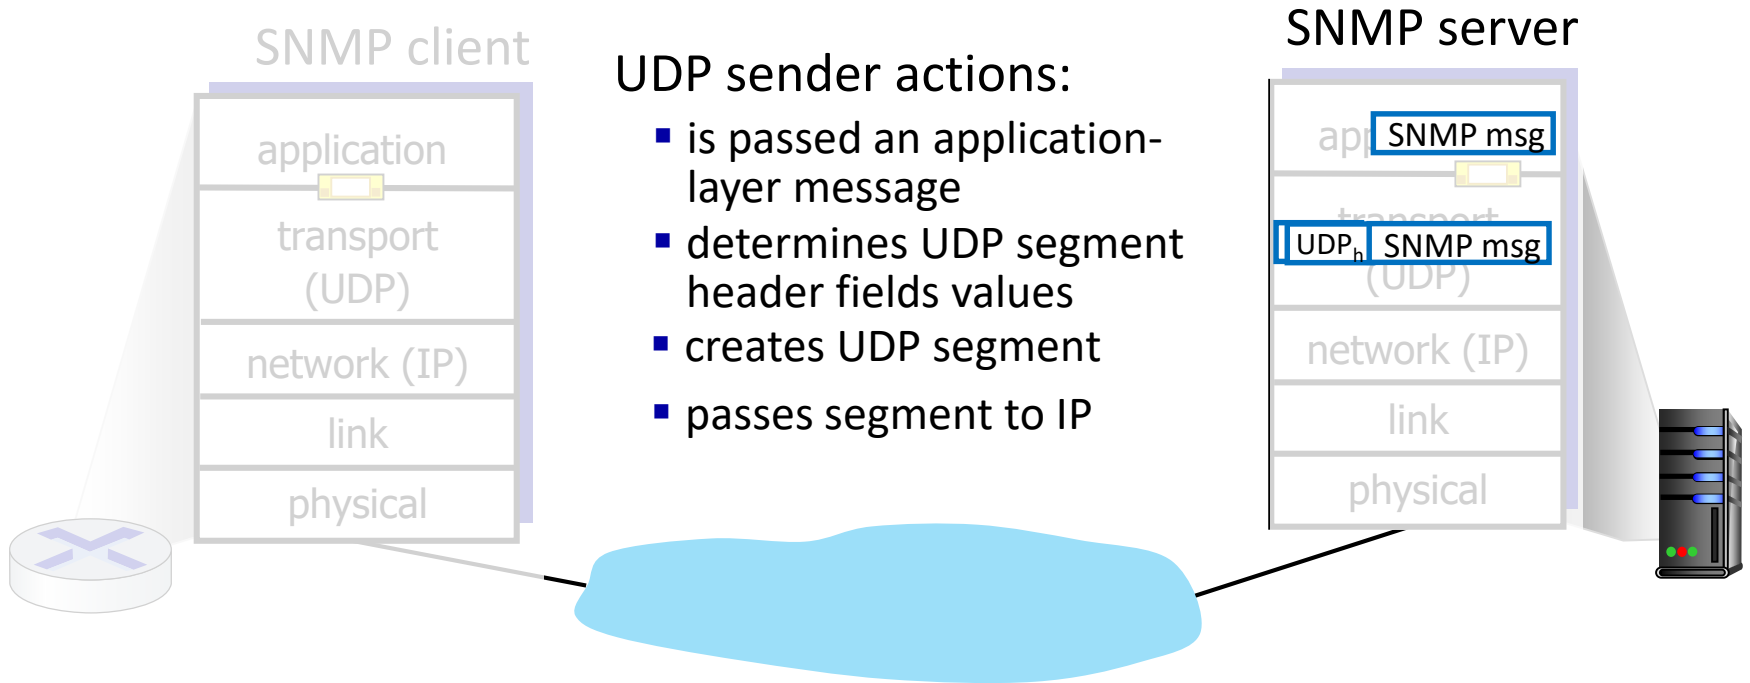 SNMP client
application
transport
(UDP)
network (IP)
link
physical
UDP sender actions:
▪ is passed an application-
layer message
▪ determines UDP segment
header fields values
▪ creates UDP segment
▪ passes segment to IP
SNMP server
app
SNMP msg
transport
UDPh SNMP msg
(UDP)
network (IP)
link
physical